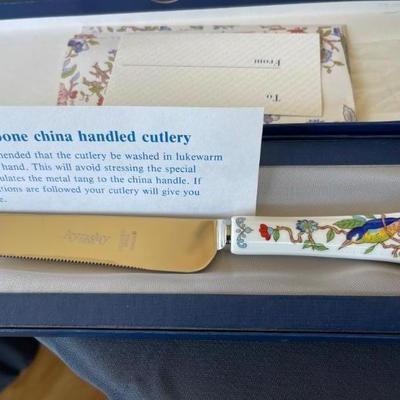 From
To
bone china handled cutlery
ended that the cutlery be washed in lukewarm
hand. This will avoid stressing the special
ulates the metal tang to the china handle. If
tions are followed your cutlery will give you
e.
Aynsley